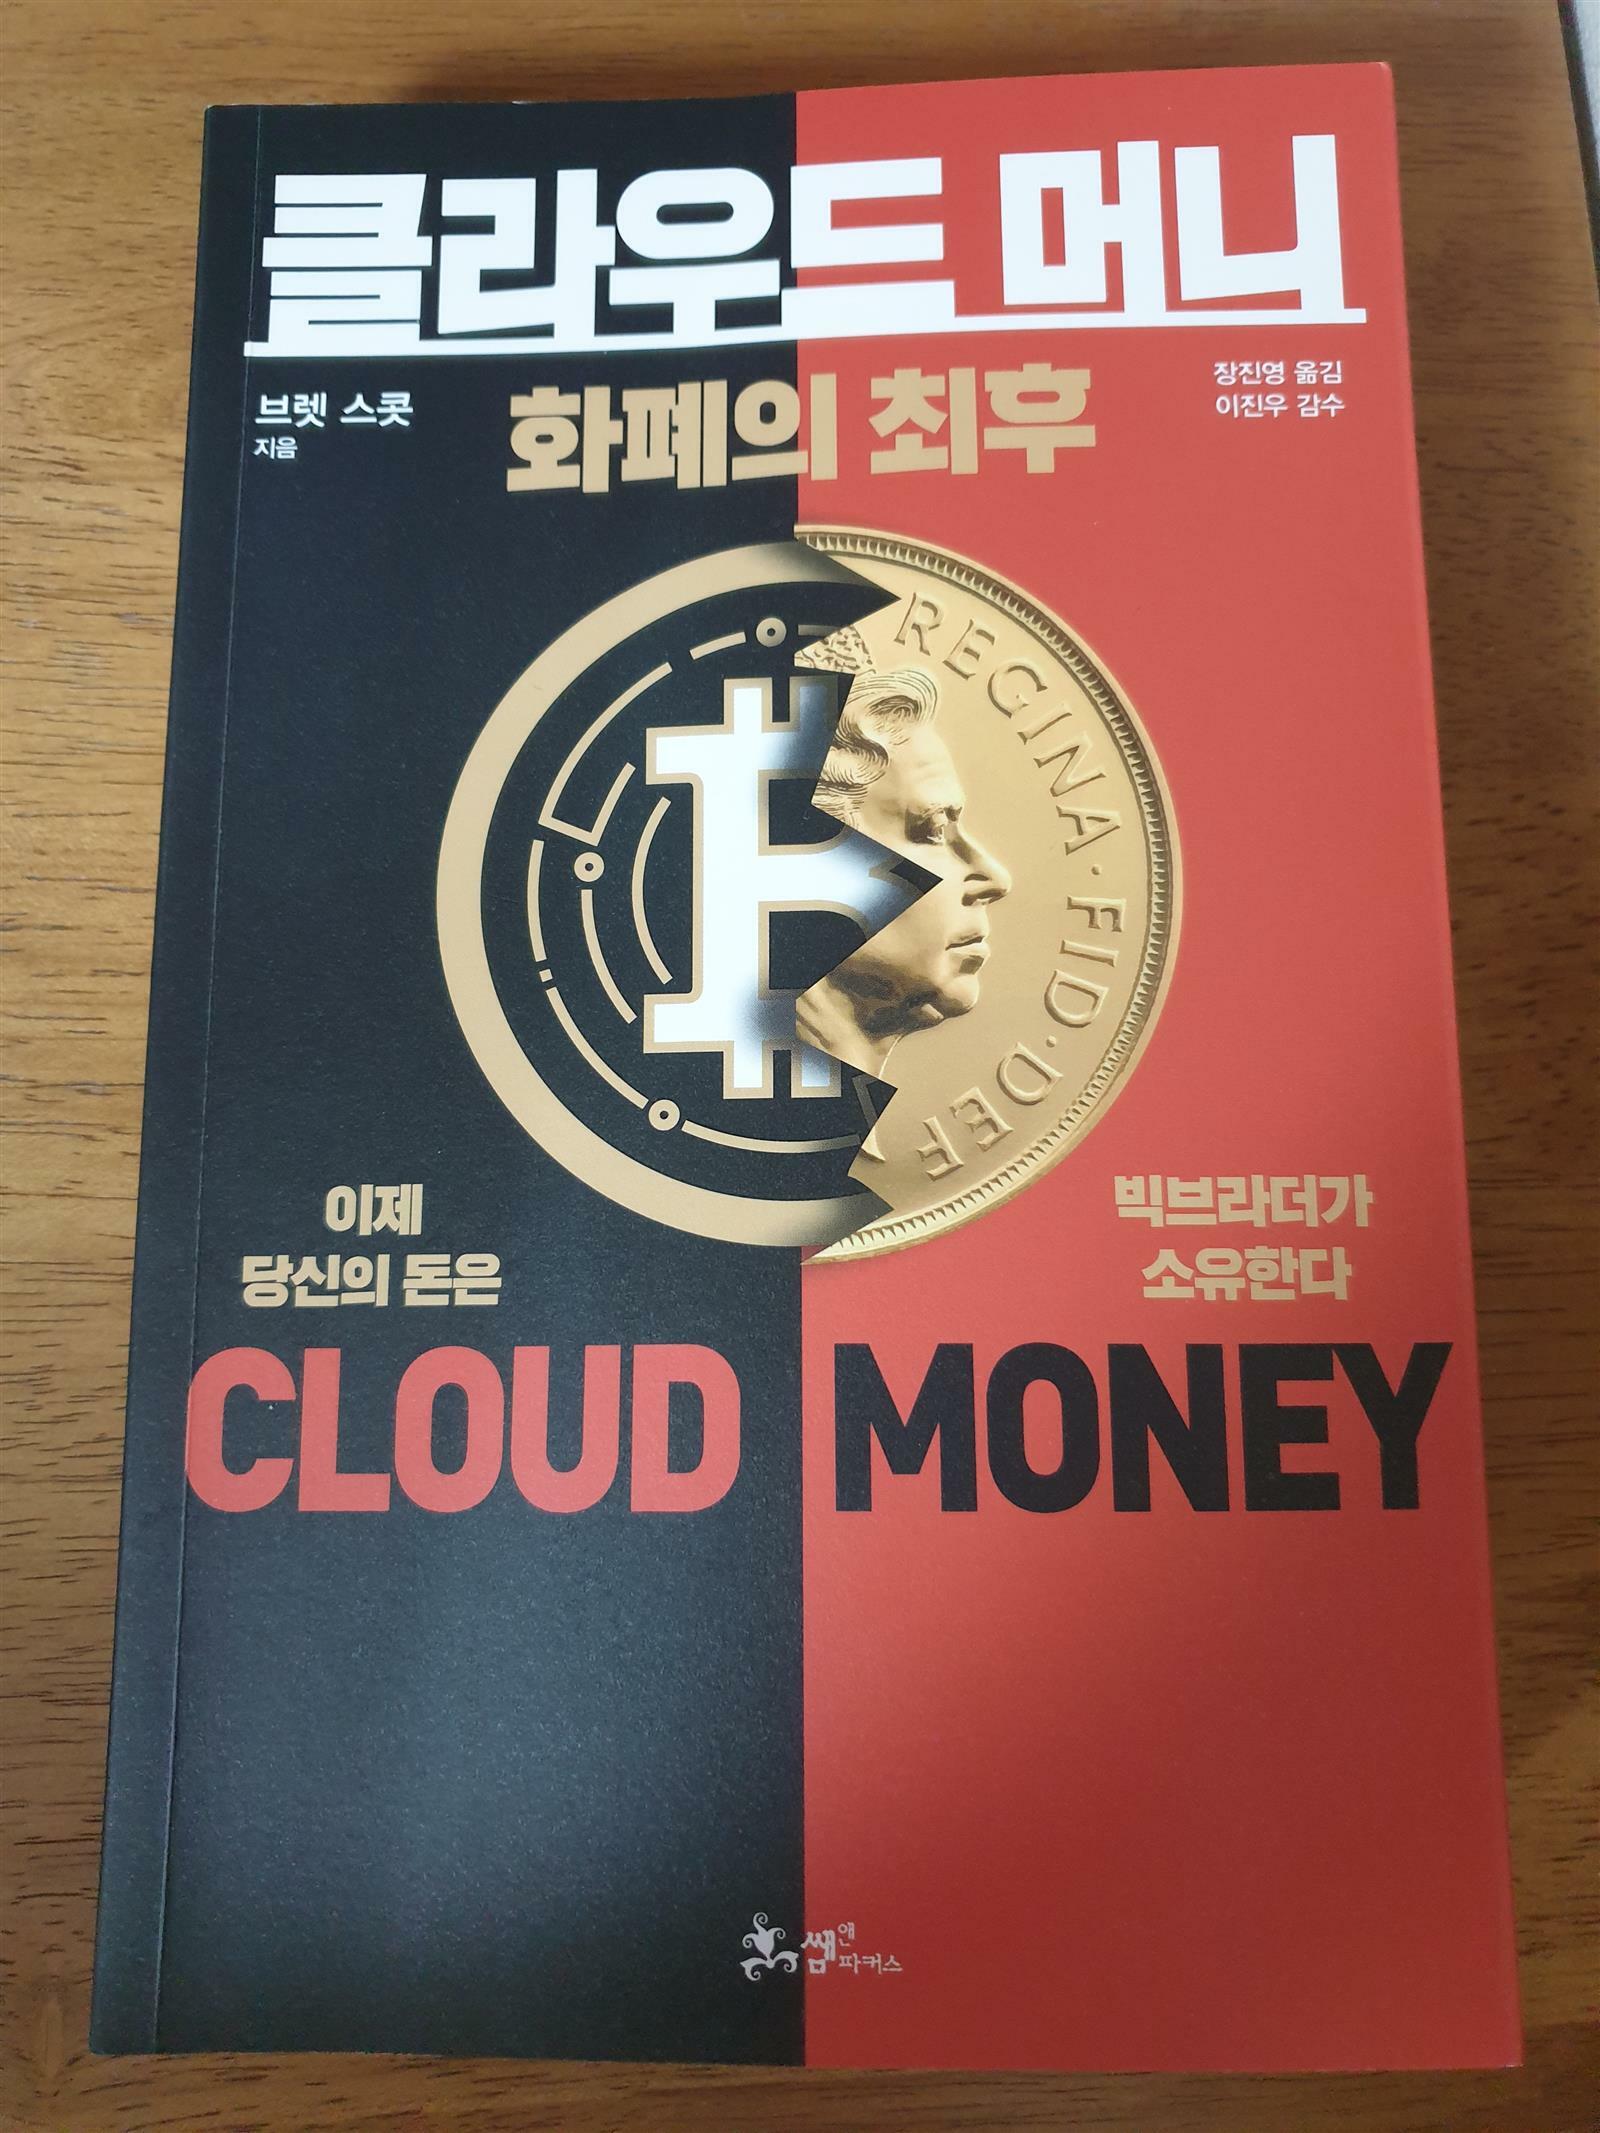 클라우드 머니
화폐의 최후
브렛 스콧
지음
장진영 옮김
이진우 감수
REGINA·FID·DEF
이제
당신의 돈은
빅브라더가
소유한다
CLOUD MONEY
쌤앤파커스